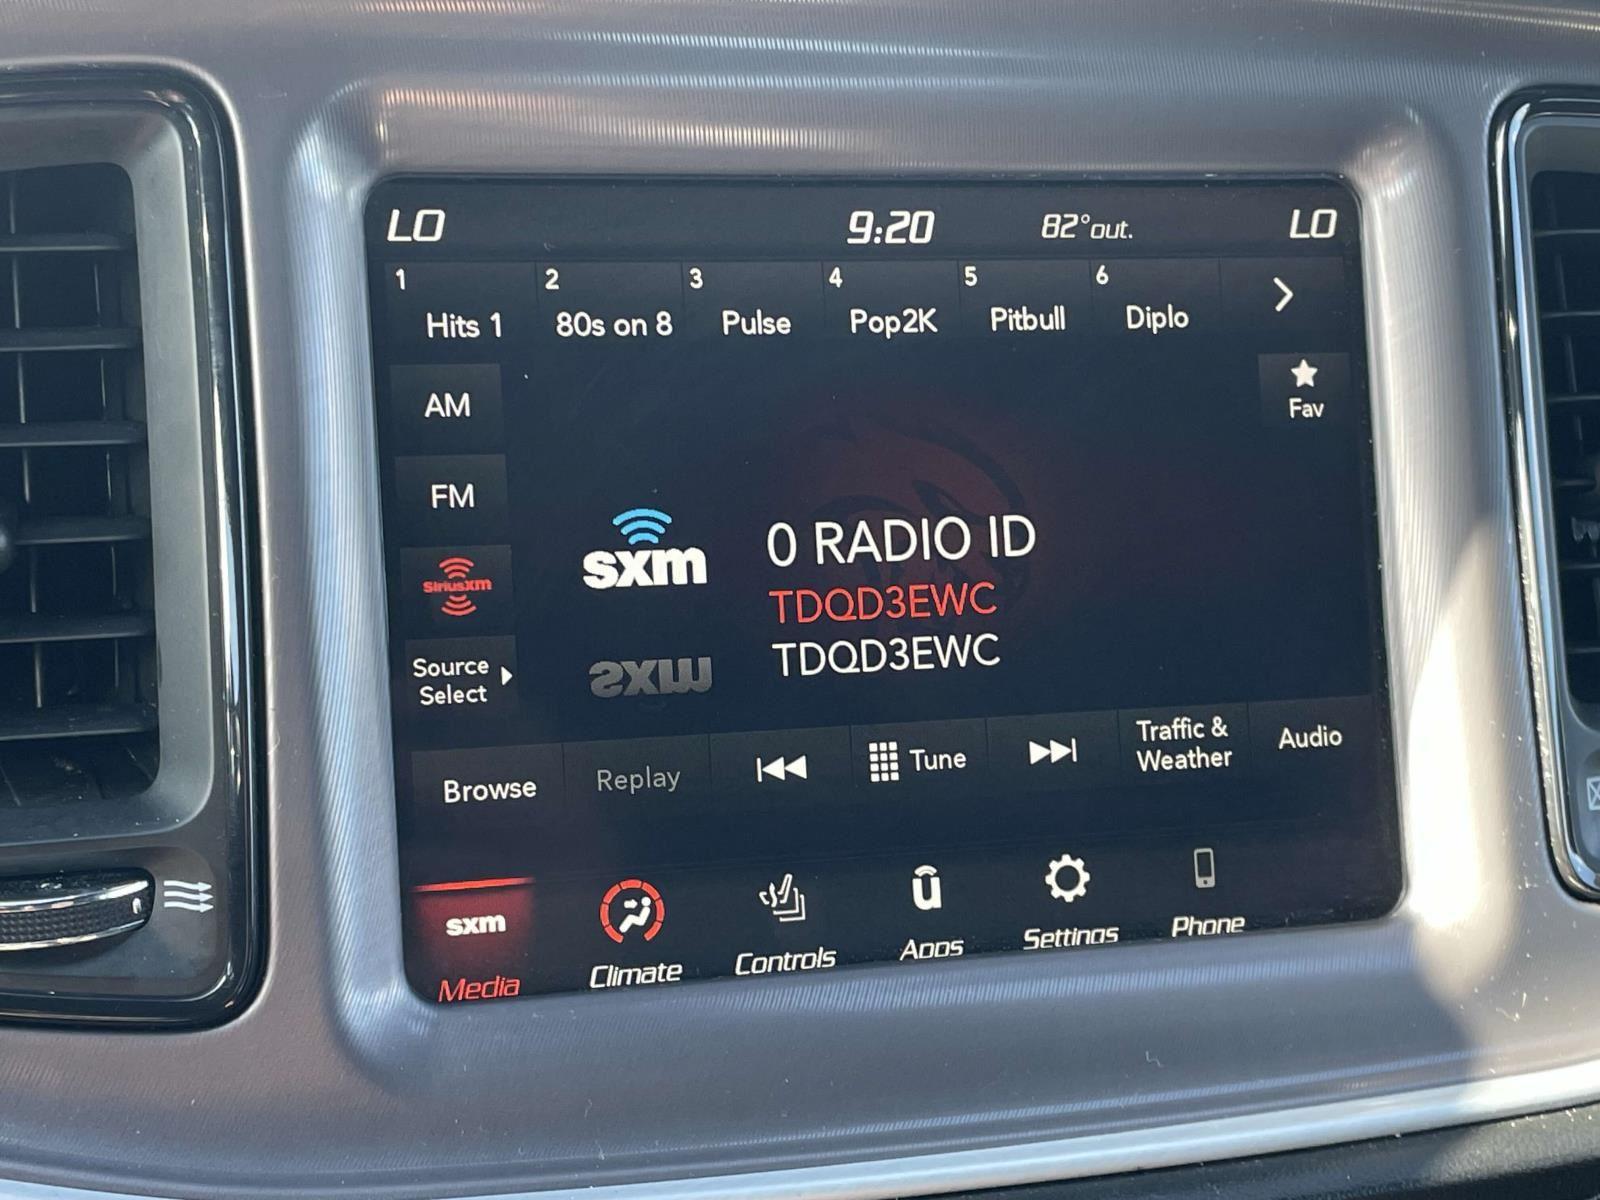 LO 9:20 82°out. LO
1 2 3 4 5 6
Hits 1 80s on 8 Pulse Pop2K Pitbull Diplo
AM
Fav
FM
sxm
0 RADIO ID
SiriusXM
TDQD3EWC
TDQD3EWC
Source
Select
Browse Replay Tune Traffic & Audio
Weather
sxm
Media Climate Controls Apps Settings Phone